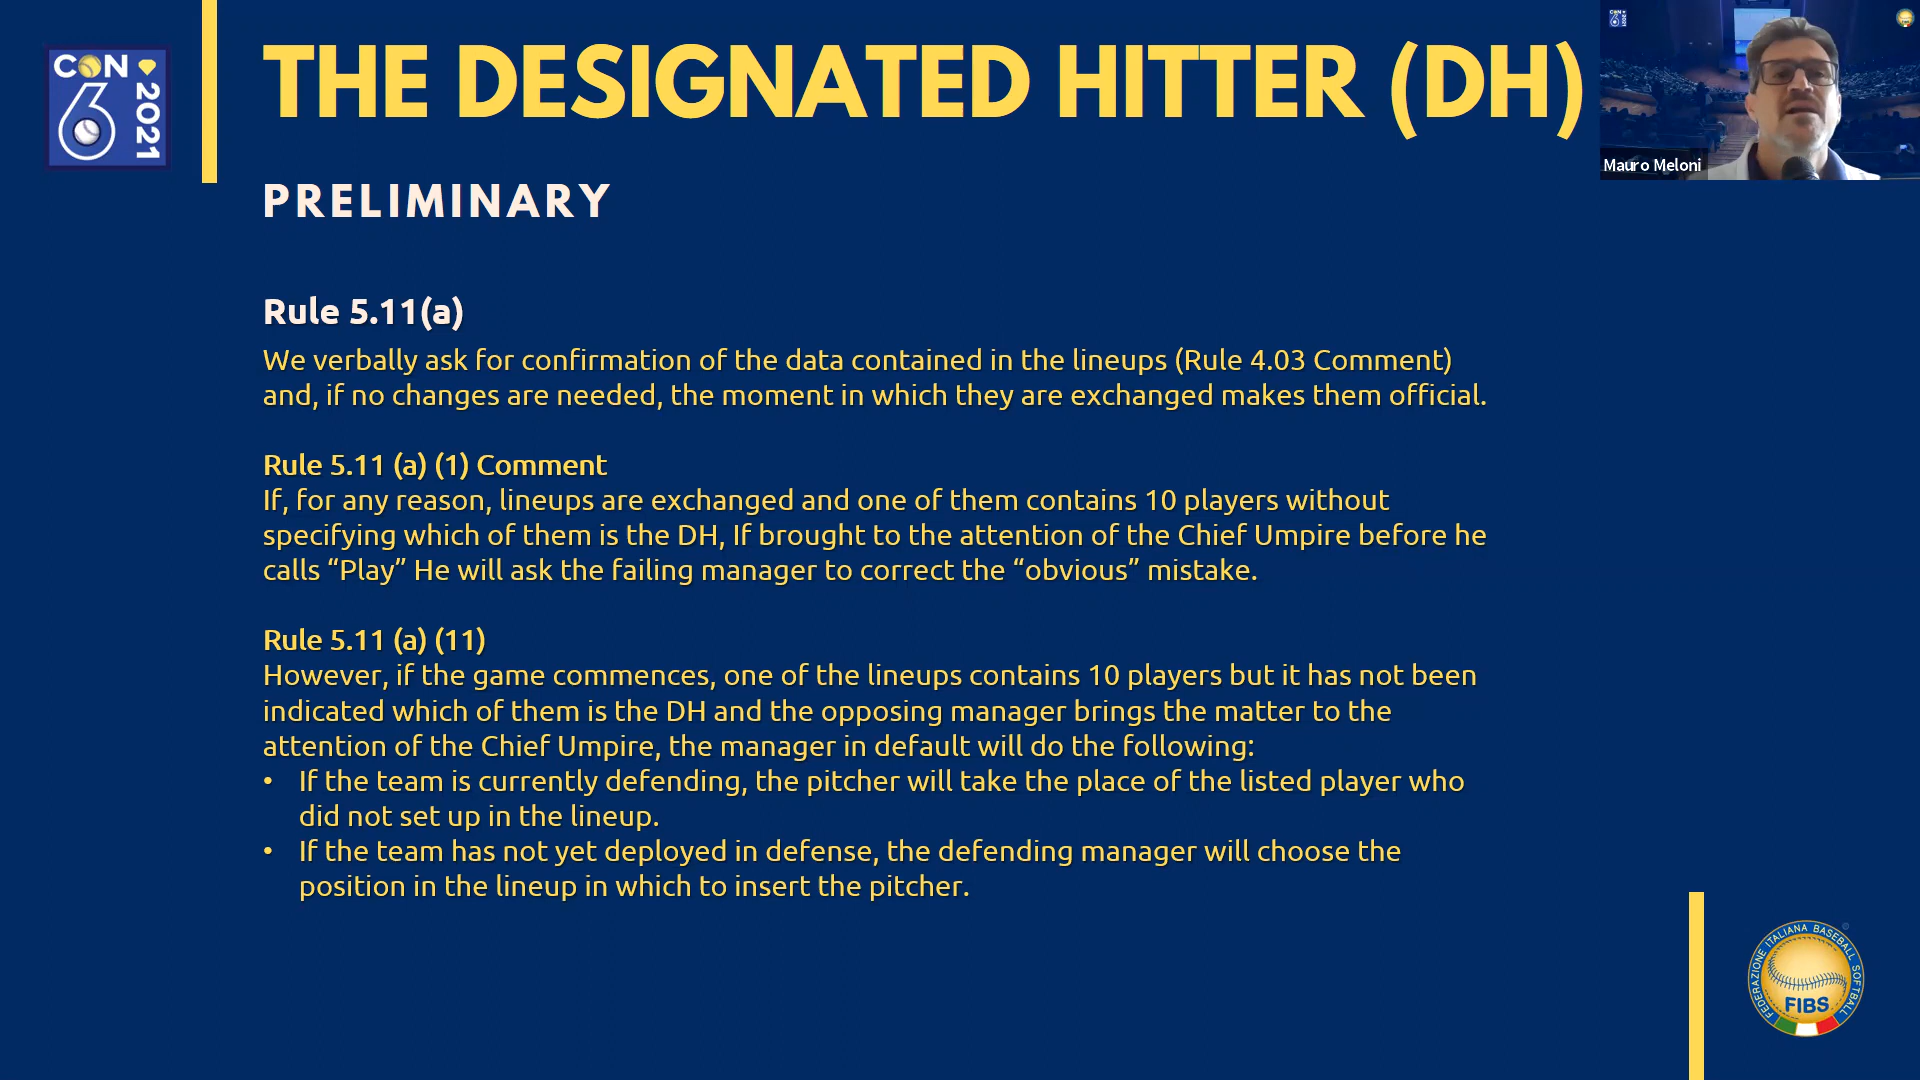 CON
6
2021
THE DESIGNATED HITTER (DH)
Mauro Meloni
PRELIMINARY
Rule 5.11(a)
We verbally ask for confirmation of the data contained in the lineups (Rule 4.03 Comment)
and, if no changes are needed, the moment in which they are exchanged makes them official.
Rule 5.11 (a) (1) Comment
If, for any reason, lineups are exchanged and one of them contains 10 players without
specifying which of them is the DH, If brought to the attention of the Chief Umpire before he
calls “Play” He will ask the failing manager to correct the “obvious” mistake.
Rule 5.11 (a) (11)
However, if the game commences, one of the lineups contains 10 players but it has not been
indicated which of them is the DH and the opposing manager brings the matter to the
attention of the Chief Umpire, the manager in default will do the following:
• If the team is currently defending, the pitcher will take the place of the listed player who
did not set up in the lineup.
• If the team has not yet deployed in defense, the defending manager will choose the
position in the lineup in which to insert the pitcher.
FEDERAZIONE ITALIANA BASEBALL SOFTBALL
FIBS